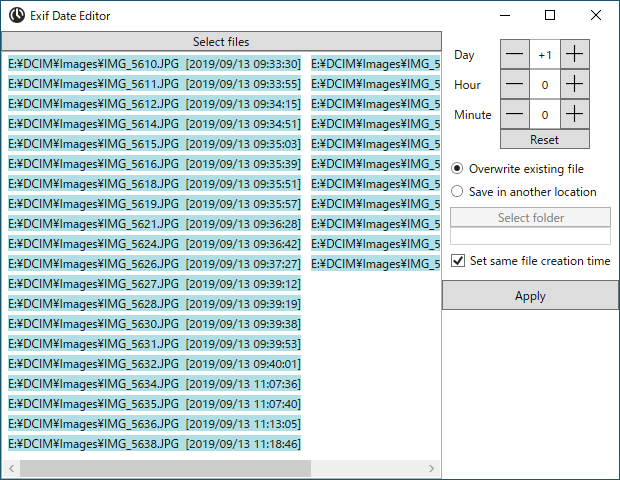 Exif Date Editor
Select files
E:¥DCIM¥Images¥IMG_5610.JPG [2019/09/13 09:33:30] E:¥DCIM¥Images¥IMG_5
E:¥DCIM¥Images¥IMG_5611.JPG [2019/09/13 09:33:55] E:¥DCIM¥Images¥IMG_5
E:¥DCIM¥Images¥IMG_5612.JPG [2019/09/13 09:34:15] E:¥DCIM¥Images¥IMG_5
E:¥DCIM¥Images¥IMG_5614.JPG [2019/09/13 09:34:51] E:¥DCIM¥Images¥IMG_5
E:¥DCIM¥Images¥IMG_5615.JPG [2019/09/13 09:35:03] E:¥DCIM¥Images¥IMG_5
E:¥DCIM¥Images¥IMG_5616.JPG [2019/09/13 09:35:39] E:¥DCIM¥Images¥IMG_5
E:¥DCIM¥Images¥IMG_5618.JPG [2019/09/13 09:35:51] E:¥DCIM¥Images¥IMG_5
E:¥DCIM¥Images¥IMG_5619.JPG [2019/09/13 09:35:57] E:¥DCIM¥Images¥IMG_5
E:¥DCIM¥Images¥IMG_5621.JPG [2019/09/13 09:36:28] E:¥DCIM¥Images¥IMG_5
E:¥DCIM¥Images¥IMG_5624.JPG [2019/09/13 09:36:42] E:¥DCIM¥Images¥IMG_5
E:¥DCIM¥Images¥IMG_5626.JPG [2019/09/13 09:37:27] E:¥DCIM¥Images¥IMG_5
E:¥DCIM¥Images¥IMG_5627.JPG [2019/09/13 09:39:12]
E:¥DCIM¥Images¥IMG_5628.JPG [2019/09/13 09:39:19]
E:¥DCIM¥Images¥IMG_5630.JPG [2019/09/13 09:39:38]
E:¥DCIM¥Images¥IMG_5631.JPG [2019/09/13 09:39:53]
E:¥DCIM¥Images¥IMG_5632.JPG [2019/09/13 09:40:01]
E:¥DCIM¥Images¥IMG_5634.JPG [2019/09/13 11:07:36]
E:¥DCIM¥Images¥IMG_5635.JPG [2019/09/13 11:07:40]
E:¥DCIM¥Images¥IMG_5636.JPG [2019/09/13 11:13:05]
E:¥DCIM¥Images¥IMG_5638.JPG [2019/09/13 11:18:46]
Day +1
Hour 0
Minute 0
Reset
Overwrite existing file
Save in another location
Select folder
Set same file creation time
Apply